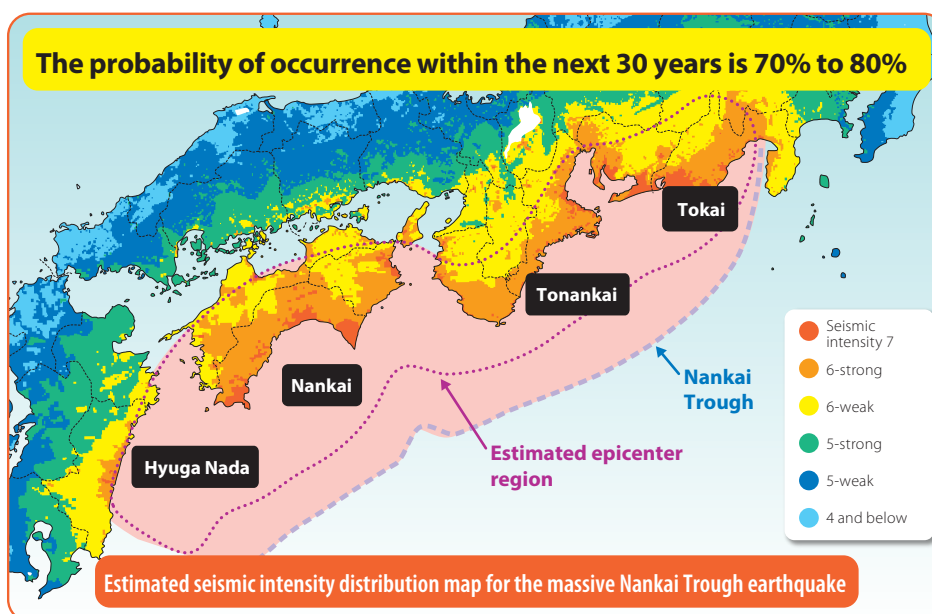 The probability of occurrence within the next 30 years is 70% to 80%
Tokai
Tonankai
Nankai
Hyuga Nada
Nankai
Trough
Estimated epicenter
region
Seismic
intensity 7
6-strong
6-weak
5-strong
5-weak
4 and below
Estimated seismic intensity distribution map for the massive Nankai Trough earthquake